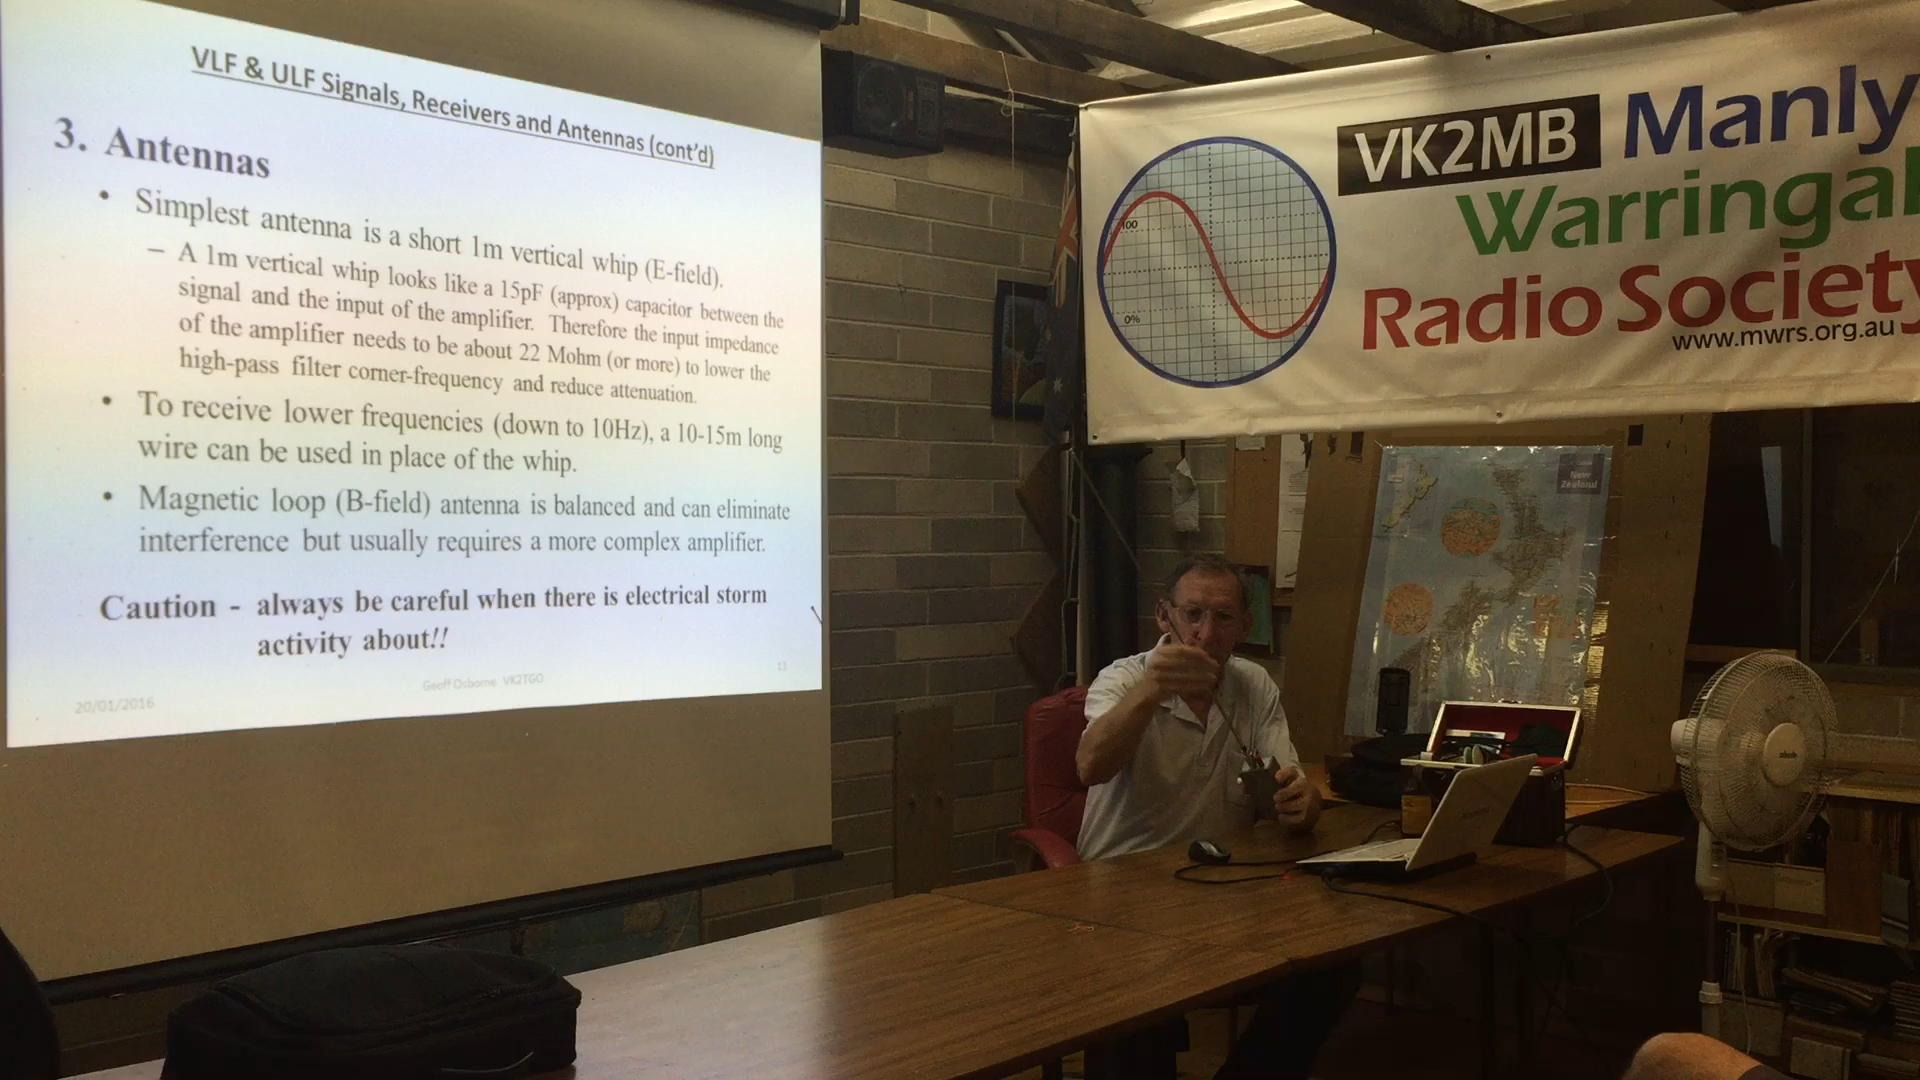 VLF & ULF Signals, Receivers and Antennas (cont'd)
3. Antennas
• Simplest antenna is a short 1m vertical whip (E-field).
– A 1m vertical whip looks like a 15pF (approx) capacitor between the
signal and the input of the amplifier. Therefore the input impedance
of the amplifier needs to be about 22 Mohm (or more) to lower the
high-pass filter corner-frequency and reduce attenuation.
• To receive lower frequencies (down to 10Hz), a 10-15m long
wire can be used in place of the whip.
• Magnetic loop (B-field) antenna is balanced and can eliminate
interference but usually requires a more complex amplifier.
Caution - always be careful when there is electrical storm
activity about!!
20/01/2016
Geoff Osborne VK2TGO
11
VK2MB Manly
Warringah
Radio Society
www.mwrs.org.au
100
0%
New
Zealand